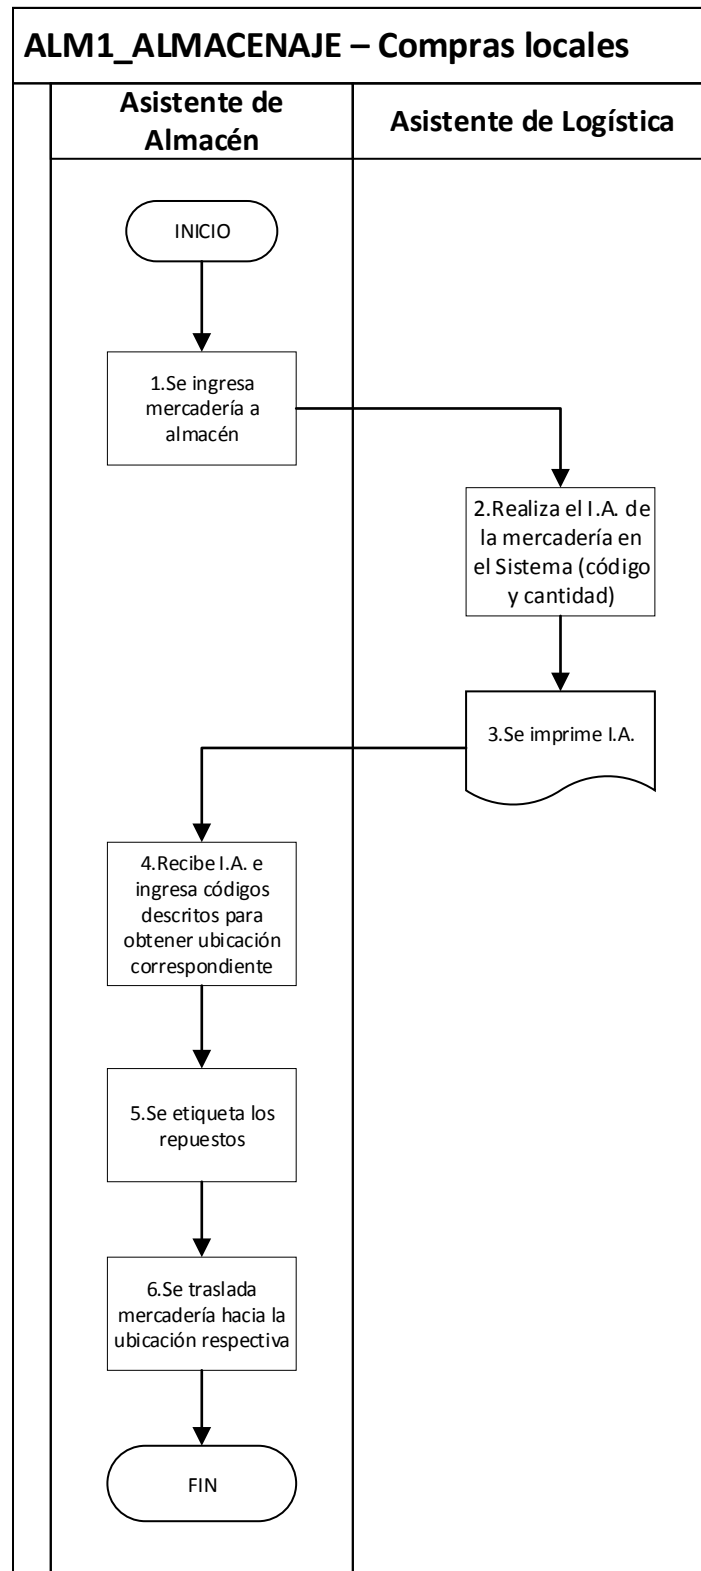 ALM1_ALMACENAJE – Compras locales
Asistente de
Almacén
Asistente de Logística
INICIO
1.Se ingresa
mercadería a
almacén
2.Realiza el I.A. de
la mercadería en
el Sistema (código
y cantidad)
3.Se imprime I.A.
4.Recibe I.A. e
ingresa códigos
descritos para
obtener ubicación
correspondiente
5.Se etiqueta los
repuestos
6.Se traslada
mercadería hacia la
ubicación respectiva
FIN